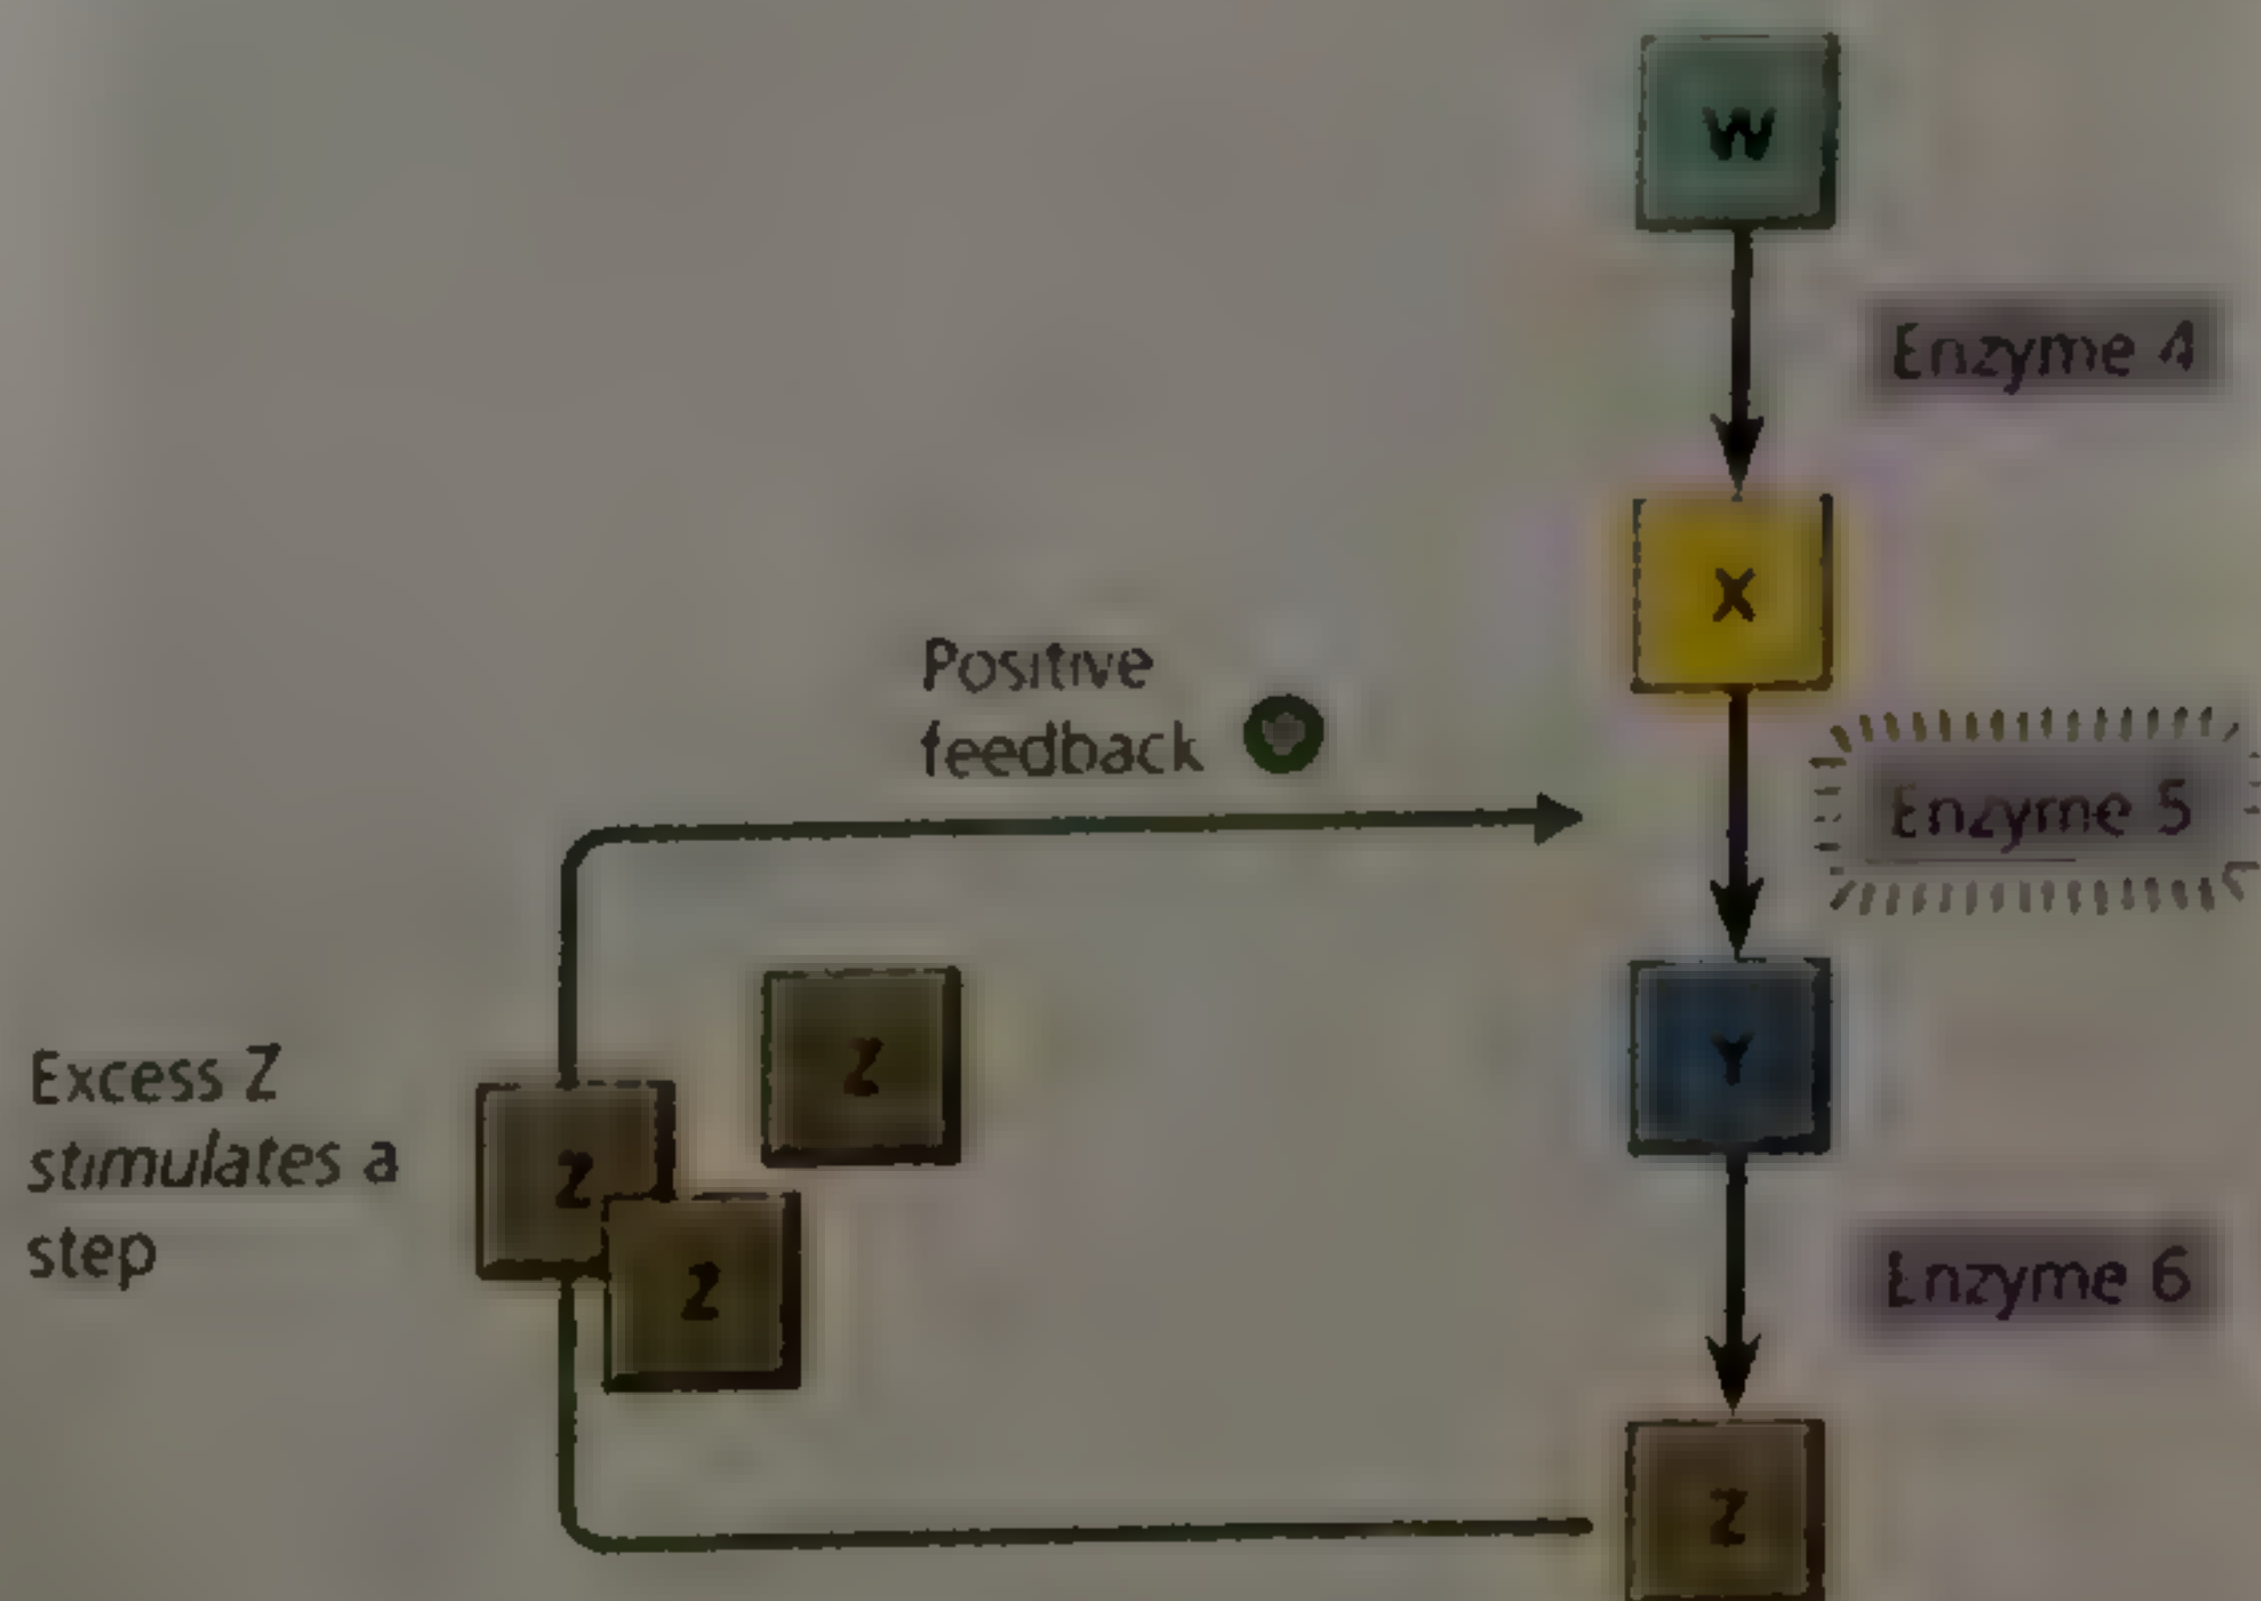 W
Enzyme 4
X
Positive
feedback
Enzyme 5
Z
Y
Excess Z
stimulates a
step
Z
Z
Enzyme 6
Z